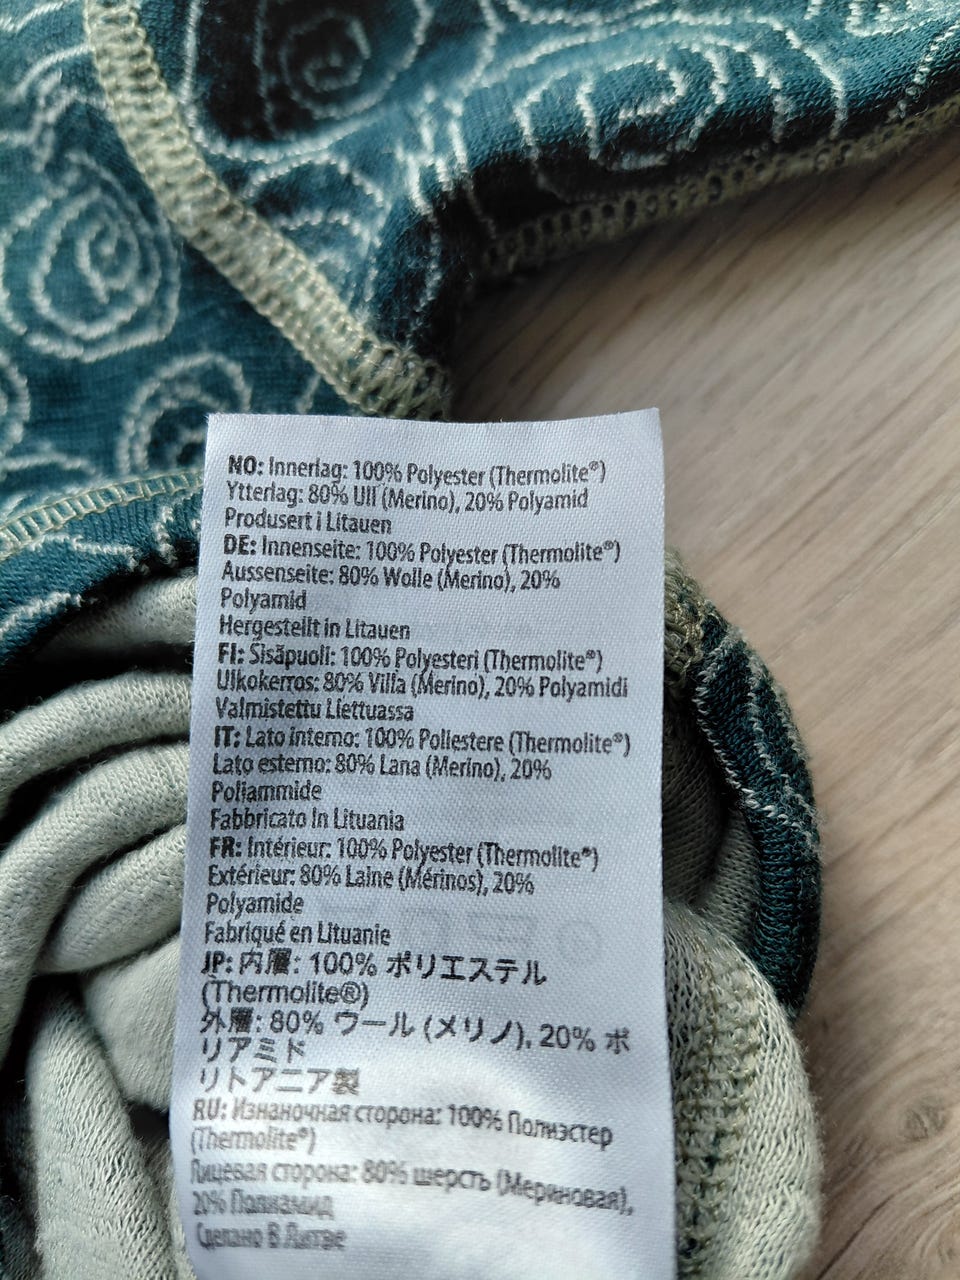 NO: Innerlag: 100% Polyester (Thermolite®)
Ytterlag: 80% Ull (Merino), 20% Polyamid
Produsert i Litauen
DE: Innenseite: 100% Polyester (Thermolite®)
Aussenseite: 80% Wolle (Merino), 20%
Polyamid
Hergestellt in Litauen
FI: Sisäpuoli: 100% Polyesteri (Thermolite®)
Ulkokerros: 80% Villa (Merino), 20% Polyamidi
Valmistettu Liettuassa
IT: Lato interno: 100% Poliestere (Thermolite®)
Lato esterno: 80% Lana (Merino), 20%
Poliammide
Fabbricato in Lituania
FR: Intérieur: 100% Polyester (Thermolite®)
Extérieur: 80% Laine (Mérinos), 20%
Polyamide
Fabriqué en Lituanie
JP: 内層: 100% ポリエステル
(Thermolite®)
外層: 80% ウール (メリノ), 20% ポ
リアミド
リトアニア製
RU: Изнаночная сторона: 100% Полиэстер
(Thermolite®)
Лицевая сторона: 80% шерсть (Мериновая),
20% Полиамид
Сделано В Литве